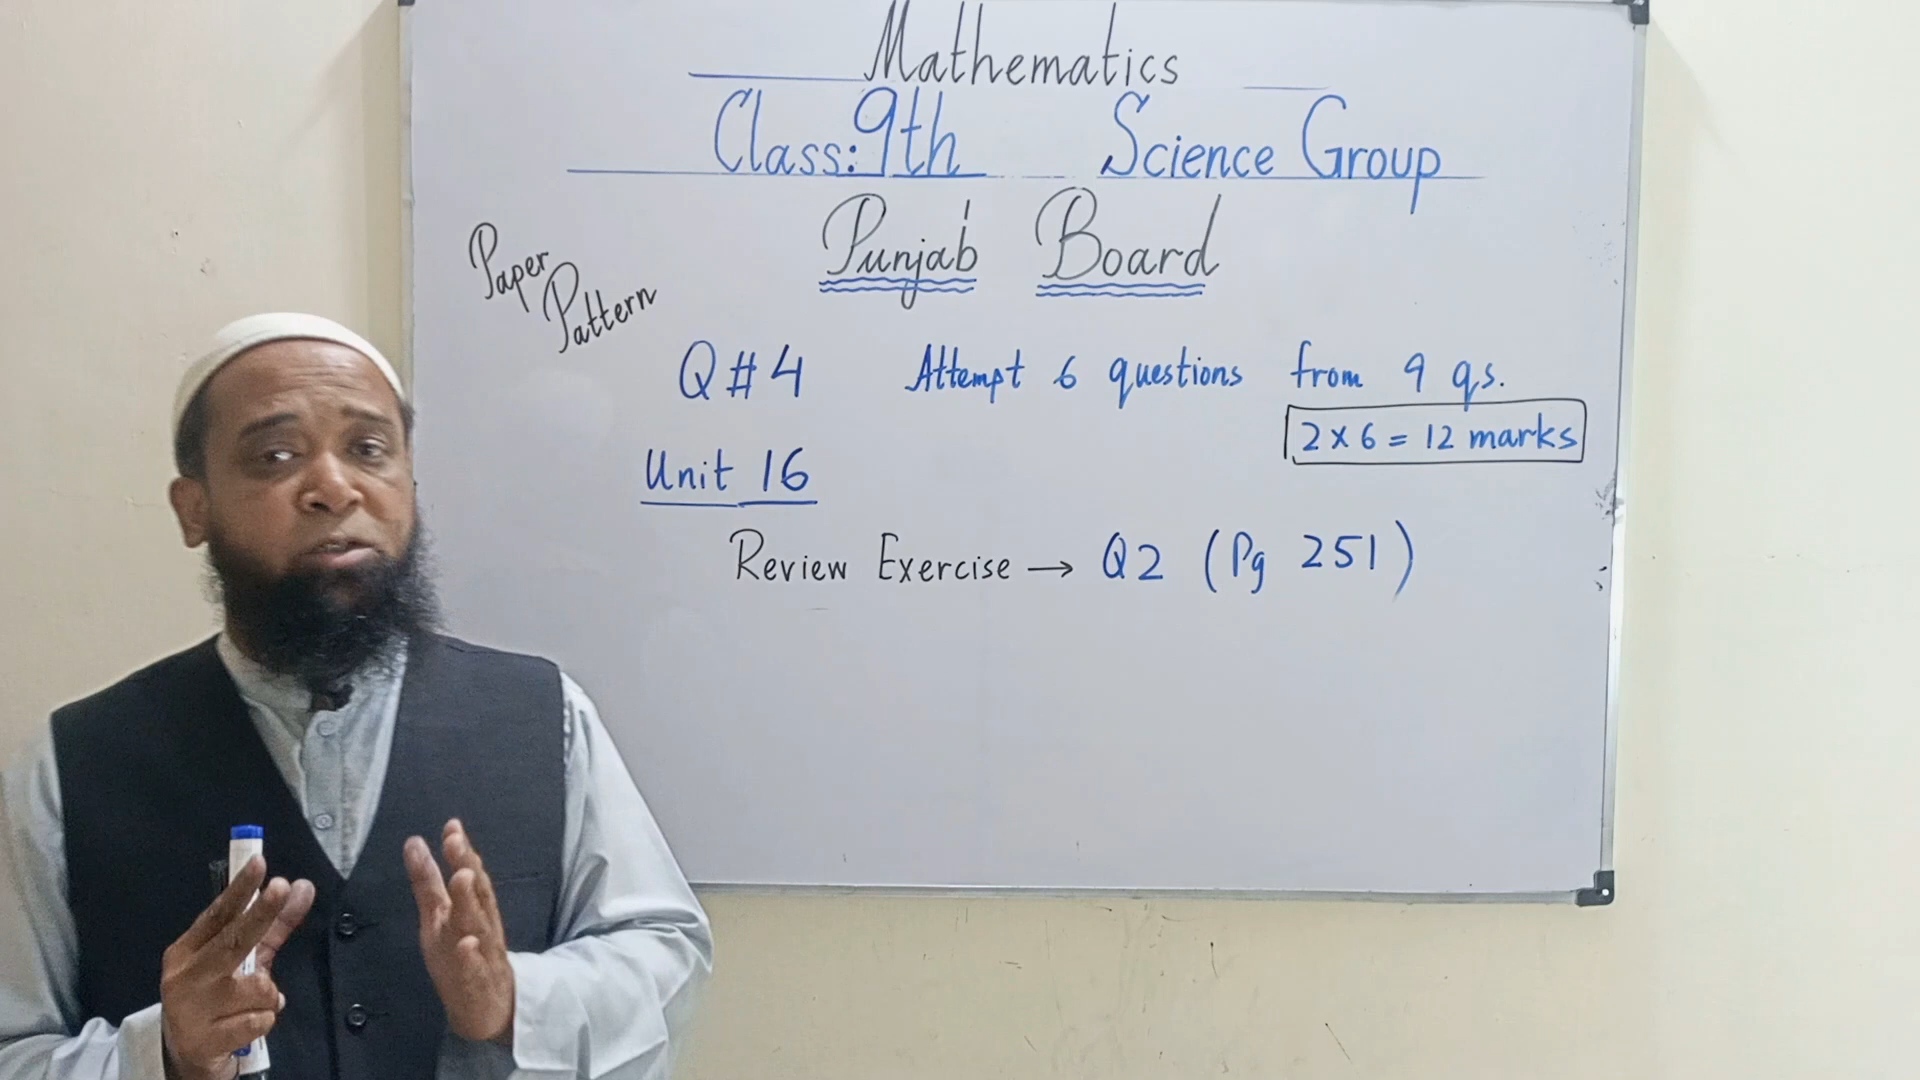 Mathematics
Class: 9th Science Group
Punjab Board
Paper
Pattern
Q#4 Attempt 6 questions from 9 qs.
2 x 6 = 12 marks
Unit 16
Review Exercise → Q2 (Pg 251)